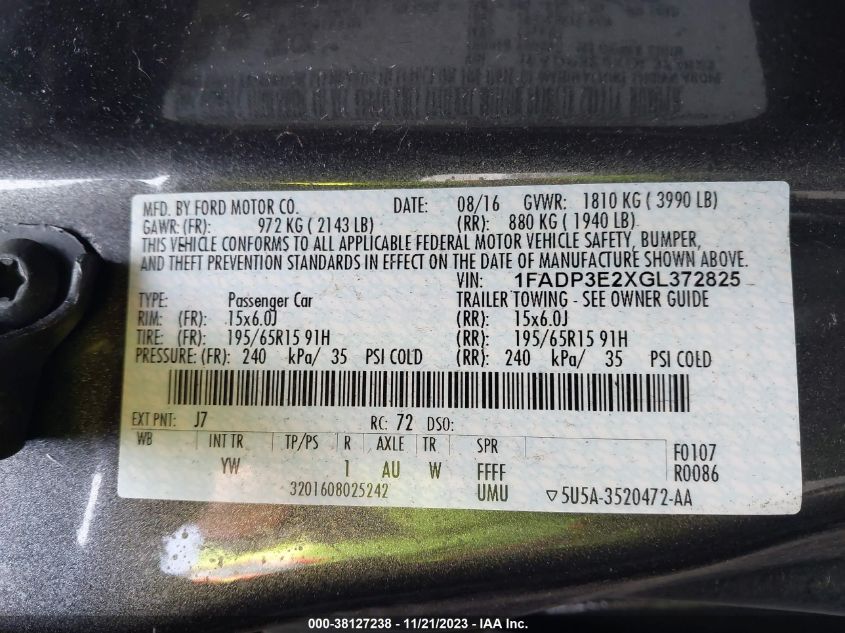 MFD. BY FORD MOTOR CO. DATE: 08/16 GVWR: 1810 KG ( 3990 LB)
GAWR: (FR): 972 KG ( 2143 LB) (RR): 880 KG ( 1940 LB)
THIS VEHICLE CONFORMS TO ALL APPLICABLE FEDERAL MOTOR VEHICLE SAFETY, BUMPER,
AND THEFT PREVENTION STANDARDS IN EFFECT ON THE DATE OF MANUFACTURE SHOWN ABOVE.
VIN: 1FADP3E2XGL372825
TYPE: Passenger Car TRAILER TOWING - SEE OWNER GUIDE
RIM: (FR): 15x6.0J (RR): 15x6.0J
TIRE: (FR): 195/65R15 91H (RR): 195/65R15 91H
PRESSURE: (FR): 240 kPa/ 35 PSI COLD (RR): 240 kPa/ 35 PSI COLD
EXT PNT: J7 RC: 72 DSO:
WB INT TR TP/PS R AXLE TR SPR F0107
YW 1 AU W FFFF R0086
3201608025242 UMU ▽5U5A-3520472-AA
000-38127238 - 11/21/2023 - IAA Inc.